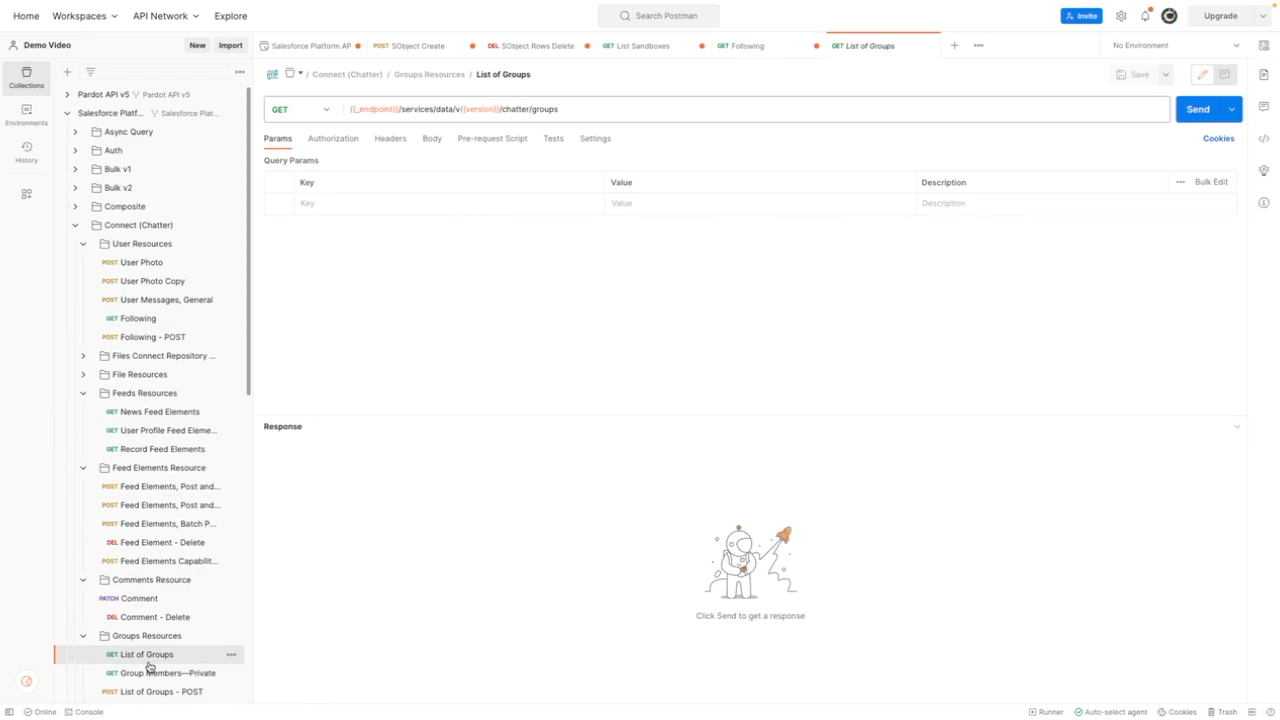 Home Workspaces API Network Explore Search Postman Invite Upgrade
Demo Video New Import Salesforce Platform AP POST SObject Create DEL SObject Rows Delete GET List Sandboxes GET Following GET List of Groups No Environment
Collections
Environments
History
Pardot API v5 Pardot API v5
Salesforce Platf... Salesforce Plat...
Async Query
Auth
Bulk v1
Bulk v2
Composite
Connect (Chatter)
User Resources
POST User Photo
POST User Photo Copy
POST User Messages, General
GET Following
POST Following - POST
Files Connect Repository ...
File Resources
Feeds Resources
GET News Feed Elements
GET User Profile Feed Eleme...
GET Record Feed Elements
Feed Elements Resource
POST Feed Elements, Post and...
POST Feed Elements, Post and...
POST Feed Elements, Batch P...
DEL Feed Element - Delete
POST Feed Elements Capabilit...
Comments Resource
PATCH Comment
DEL Comment - Delete
Groups Resources
GET List of Groups
GET Group Members—Private
POST List of Groups - POST
/ Connect (Chatter) / Groups Resources / List of Groups Save
GET {{_endpoint}}/services/data/v{{version}}/chatter/groups Send
Params Authorization Headers Body Pre-request Script Tests Settings Cookies
Query Params
Key Value Description Bulk Edit
Key Value Description
Response
Click Send to get a response
Online Console Runner Auto-select agent Cookies Trash